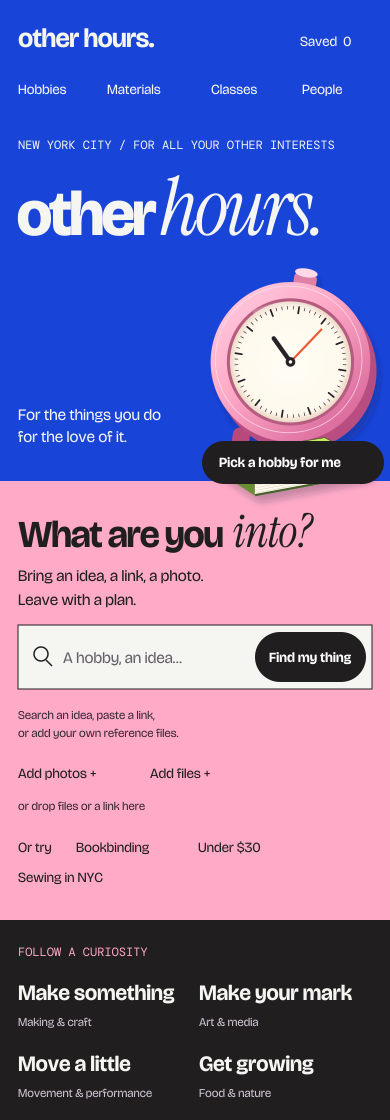 other hours.
Saved 0
Hobbies Materials Classes People
NEW YORK CITY / FOR ALL YOUR OTHER INTERESTS
other hours.
For the things you do
for the love of it.
Pick a hobby for me
What are you into?
Bring an idea, a link, a photo.
Leave with a plan.
A hobby, an idea...
Find my thing
Search an idea, paste a link,
or add your own reference files.
Add photos + Add files +
or drop files or a link here
Or try Bookbinding Under $30
Sewing in NYC
FOLLOW A CURIOSITY
Make something
Making & craft
Make your mark
Art & media
Move a little
Movement & performance
Get growing
Food & nature